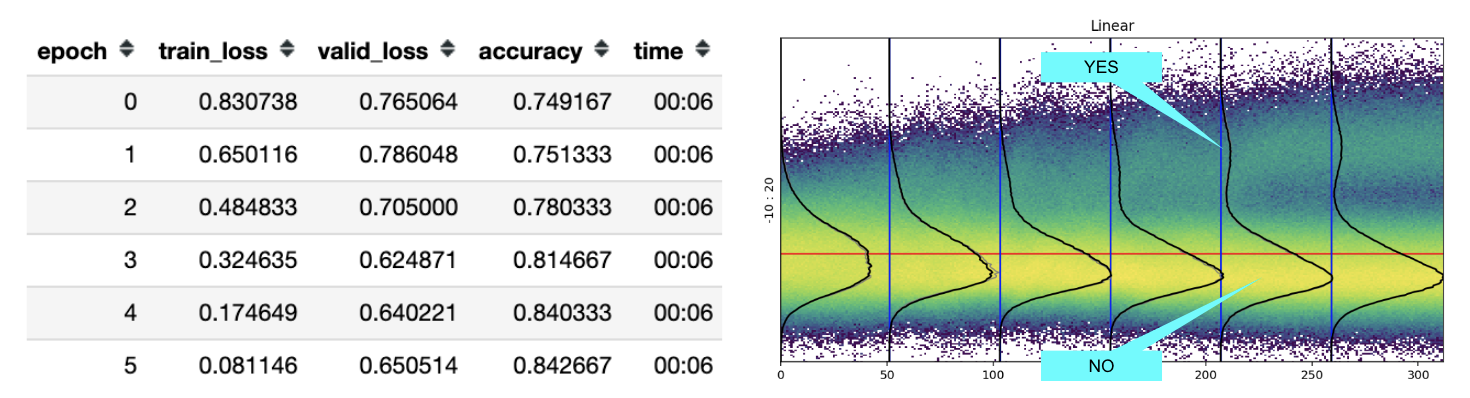 epoch train_loss valid_loss accuracy time
0 0.830738 0.765064 0.749167 00:06
1 0.650116 0.786048 0.751333 00:06
2 0.484833 0.705000 0.780333 00:06
3 0.324635 0.624871 0.814667 00:06
4 0.174649 0.640221 0.840333 00:06
5 0.081146 0.650514 0.842667 00:06
Linear
YES
-10 : 20
NO
0 50 100 200 250 300